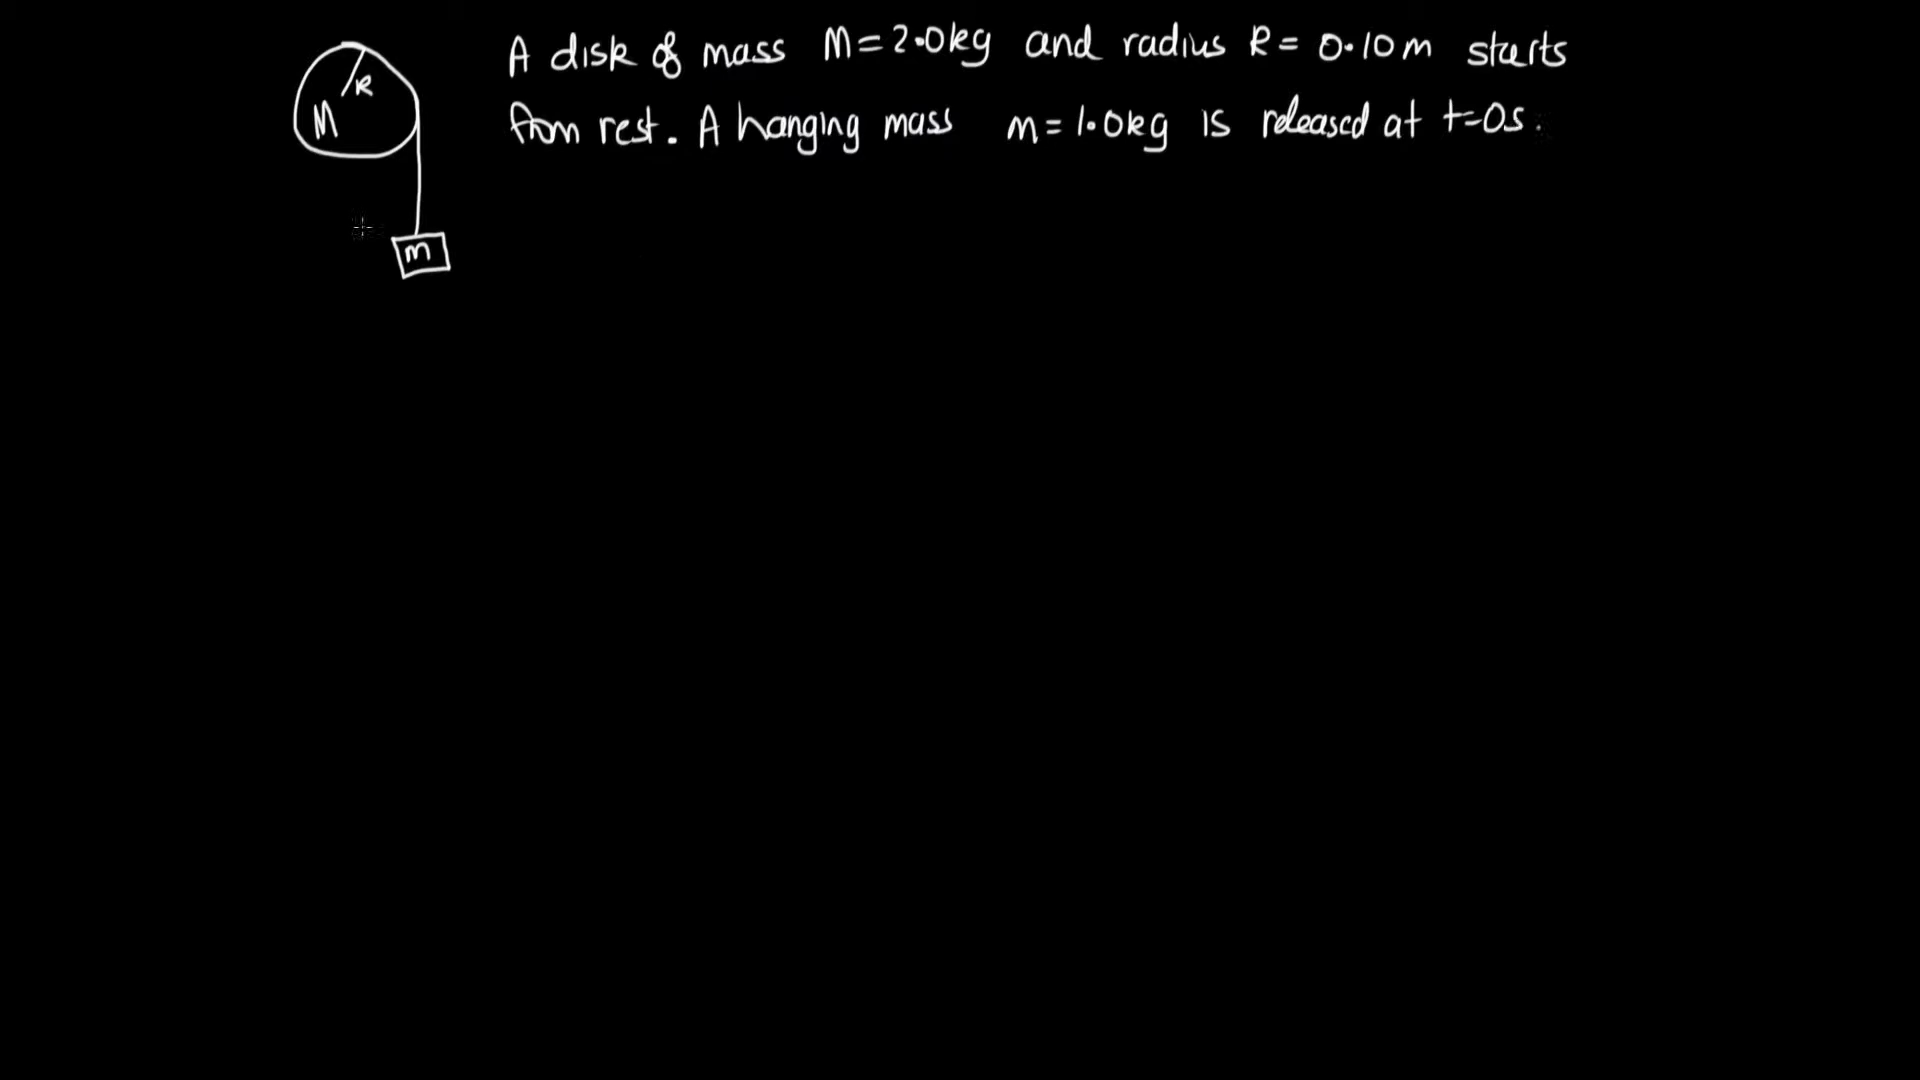 A disk of mass M=2.0kg and radius R= 0.10m starts
from rest. A hanging mass m=1.0kg is released at t=0s.
R
M
m